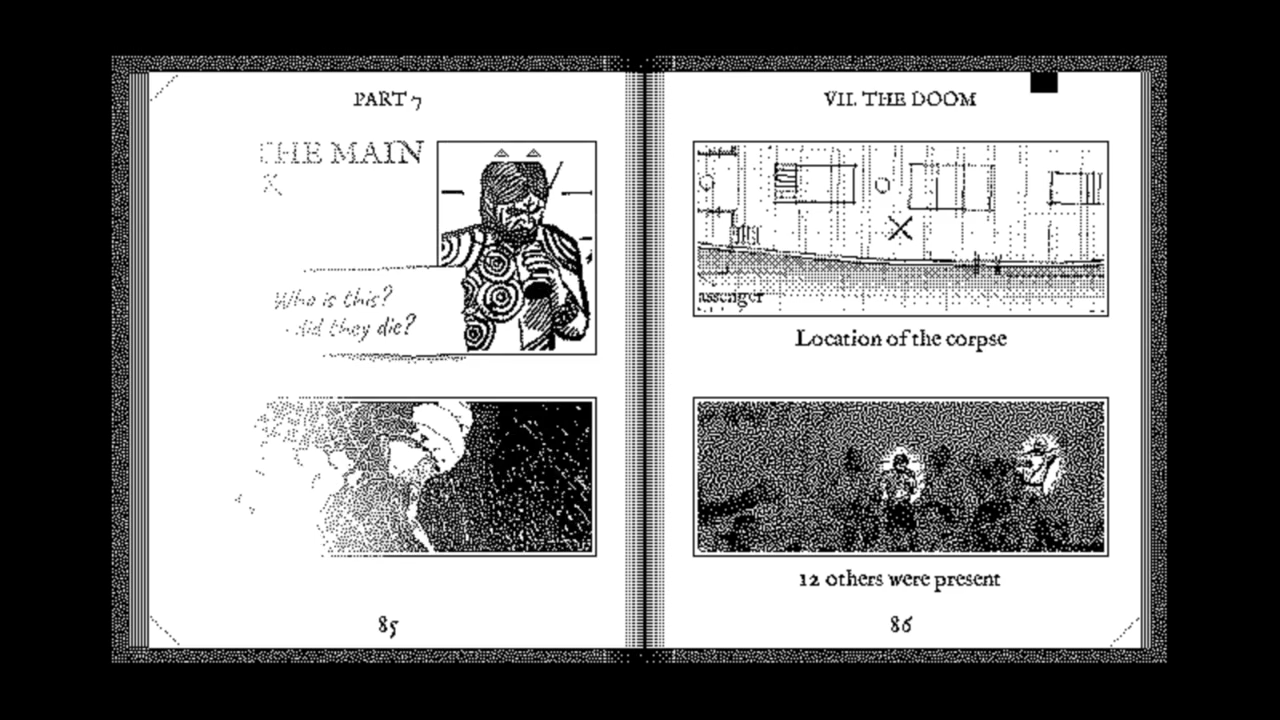 PART 7
THE MAIN
Who is this?
did they die?
85
VII. THE DOOM
assenger
Location of the corpse
12 others were present
86